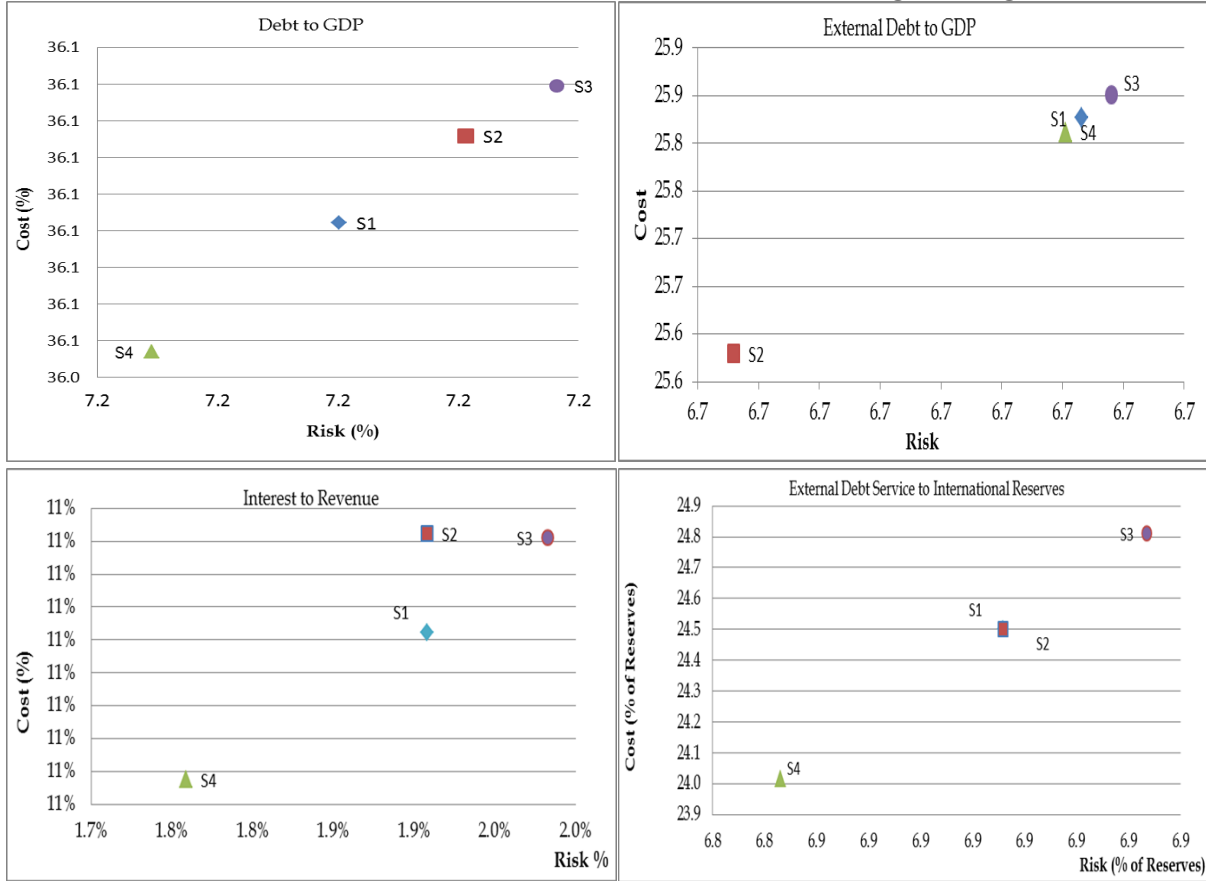 Debt to GDP
36.1
36.1
36.1
36.1
36.1
36.1
36.1
36.1
36.1
36.0
Cost (%)
S3
S2
S1
S4
7.2
7.2
7.2
7.2
7.2
Risk (%)
External Debt to GDP
25.9
25.9
25.8
25.8
25.7
25.7
25.6
25.6
Cost
S3
S1
S4
S2
6.7
6.7
6.7
6.7
6.7
6.7
6.7
6.7
6.7
Risk
Interest to Revenue
11%
11%
11%
11%
11%
11%
11%
11%
11%
11%
Cost (%)
S2
S3
S1
S4
1.7%
1.8%
1.8%
1.9%
1.9%
2.0%
2.0%
Risk %
External Debt Service to International Reserves
24.9
24.8
24.7
24.6
24.5
24.4
24.3
24.2
24.1
24.0
23.9
Cost (% of Reserves)
S3
S1
S2
S4
6.8
6.8
6.9
6.9
6.9
6.9
6.9
6.9
6.9
6.9
Risk (% of Reserves)